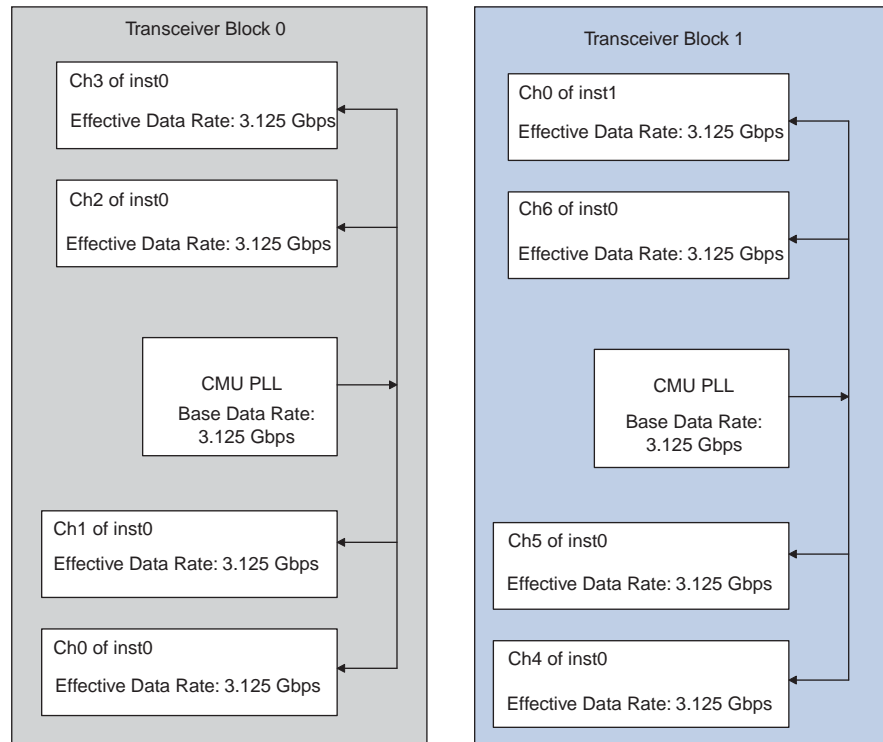 Transceiver Block 0
Ch3 of inst0
Effective Data Rate: 3.125 Gbps
Ch2 of inst0
Effective Data Rate: 3.125 Gbps
CMU PLL
Base Data Rate:
3.125 Gbps
Ch1 of inst0
Effective Data Rate: 3.125 Gbps
Ch0 of inst0
Effective Data Rate: 3.125 Gbps
Transceiver Block 1
Ch0 of inst1
Effective Data Rate: 3.125 Gbps
Ch6 of inst0
Effective Data Rate: 3.125 Gbps
CMU PLL
Base Data Rate:
3.125 Gbps
Ch5 of inst0
Effective Data Rate: 3.125 Gbps
Ch4 of inst0
Effective Data Rate: 3.125 Gbps